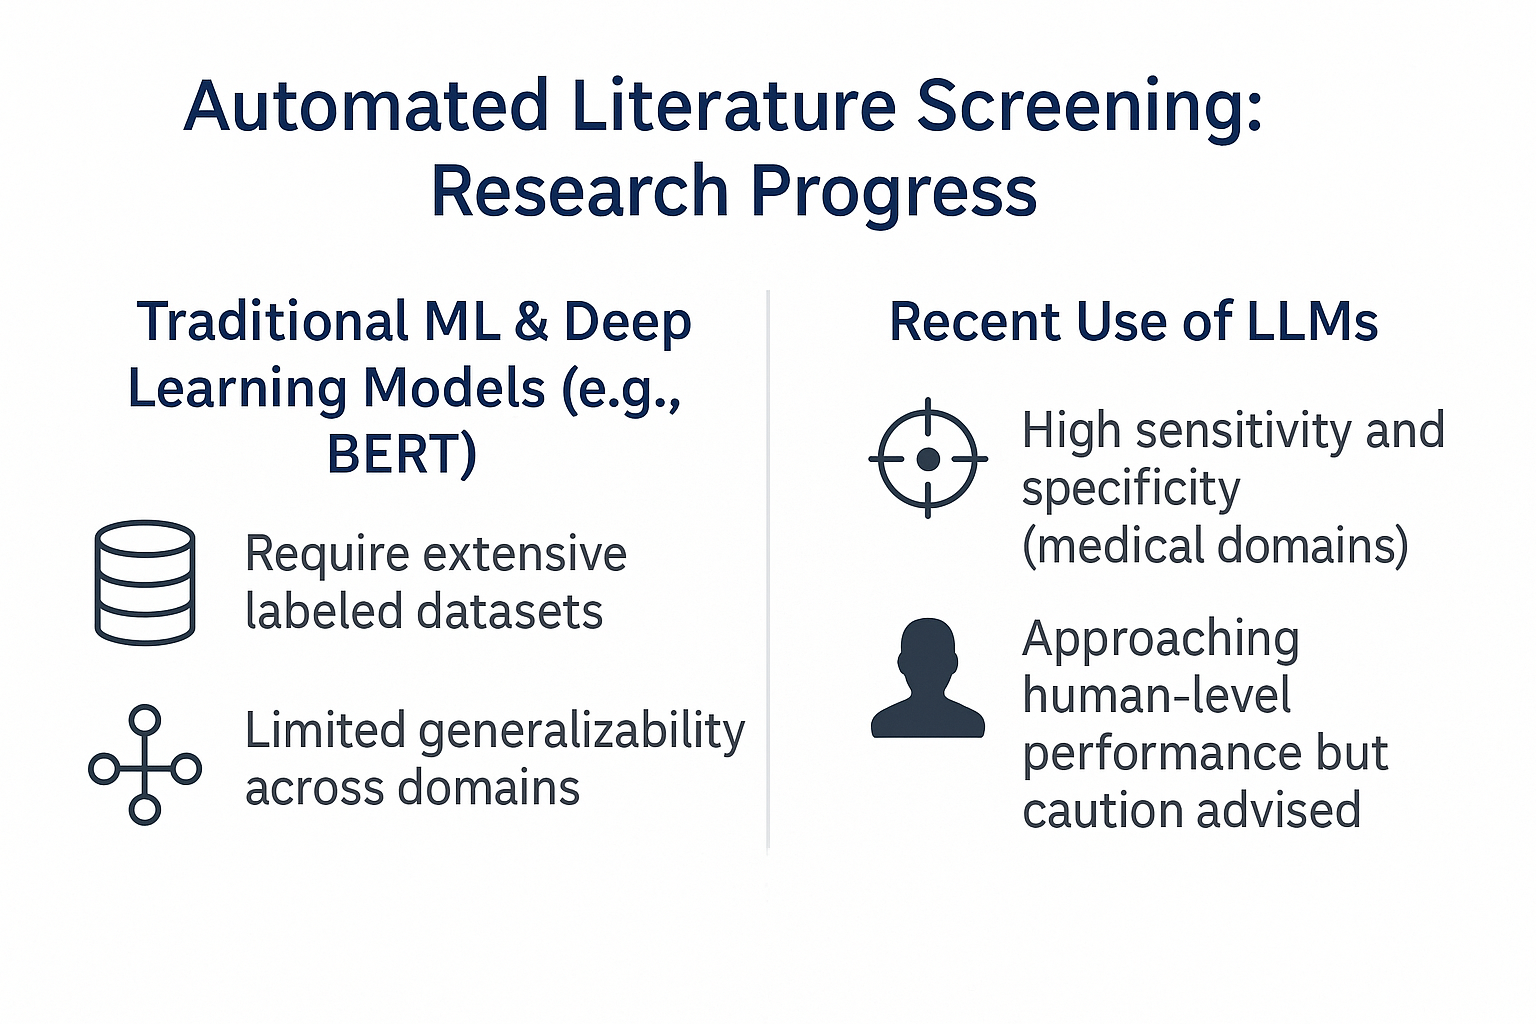 Automated Literature Screening:
Research Progress
Traditional ML & Deep
Learning Models (e.g.,
BERT)
Require extensive
labeled datasets
Limited generalizability
across domains
Recent Use of LLMs
High sensitivity and
specificity
(medical domains)
Approaching
human-level
performance but
caution advised